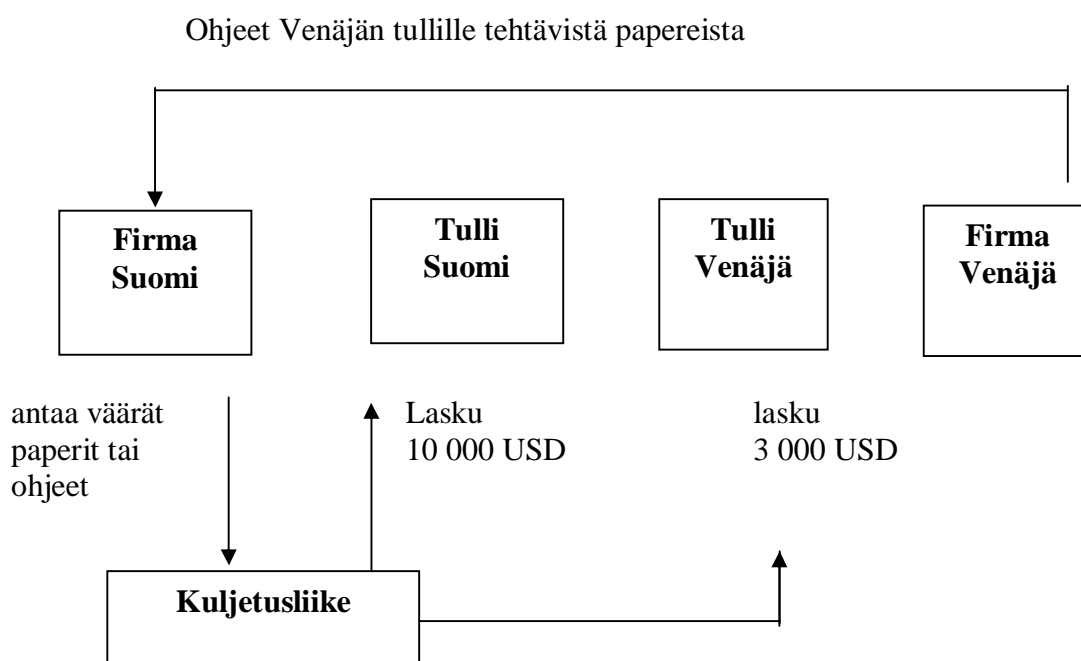 Ohjeet Venäjän tullille tehtävistä papereista
Firma
Suomi
Tulli
Suomi
Tulli
Venäjä
Firma
Venäjä
antaa väärät
paperit tai
ohjeet
Lasku
10 000 USD
lasku
3 000 USD
Kuljetusliike